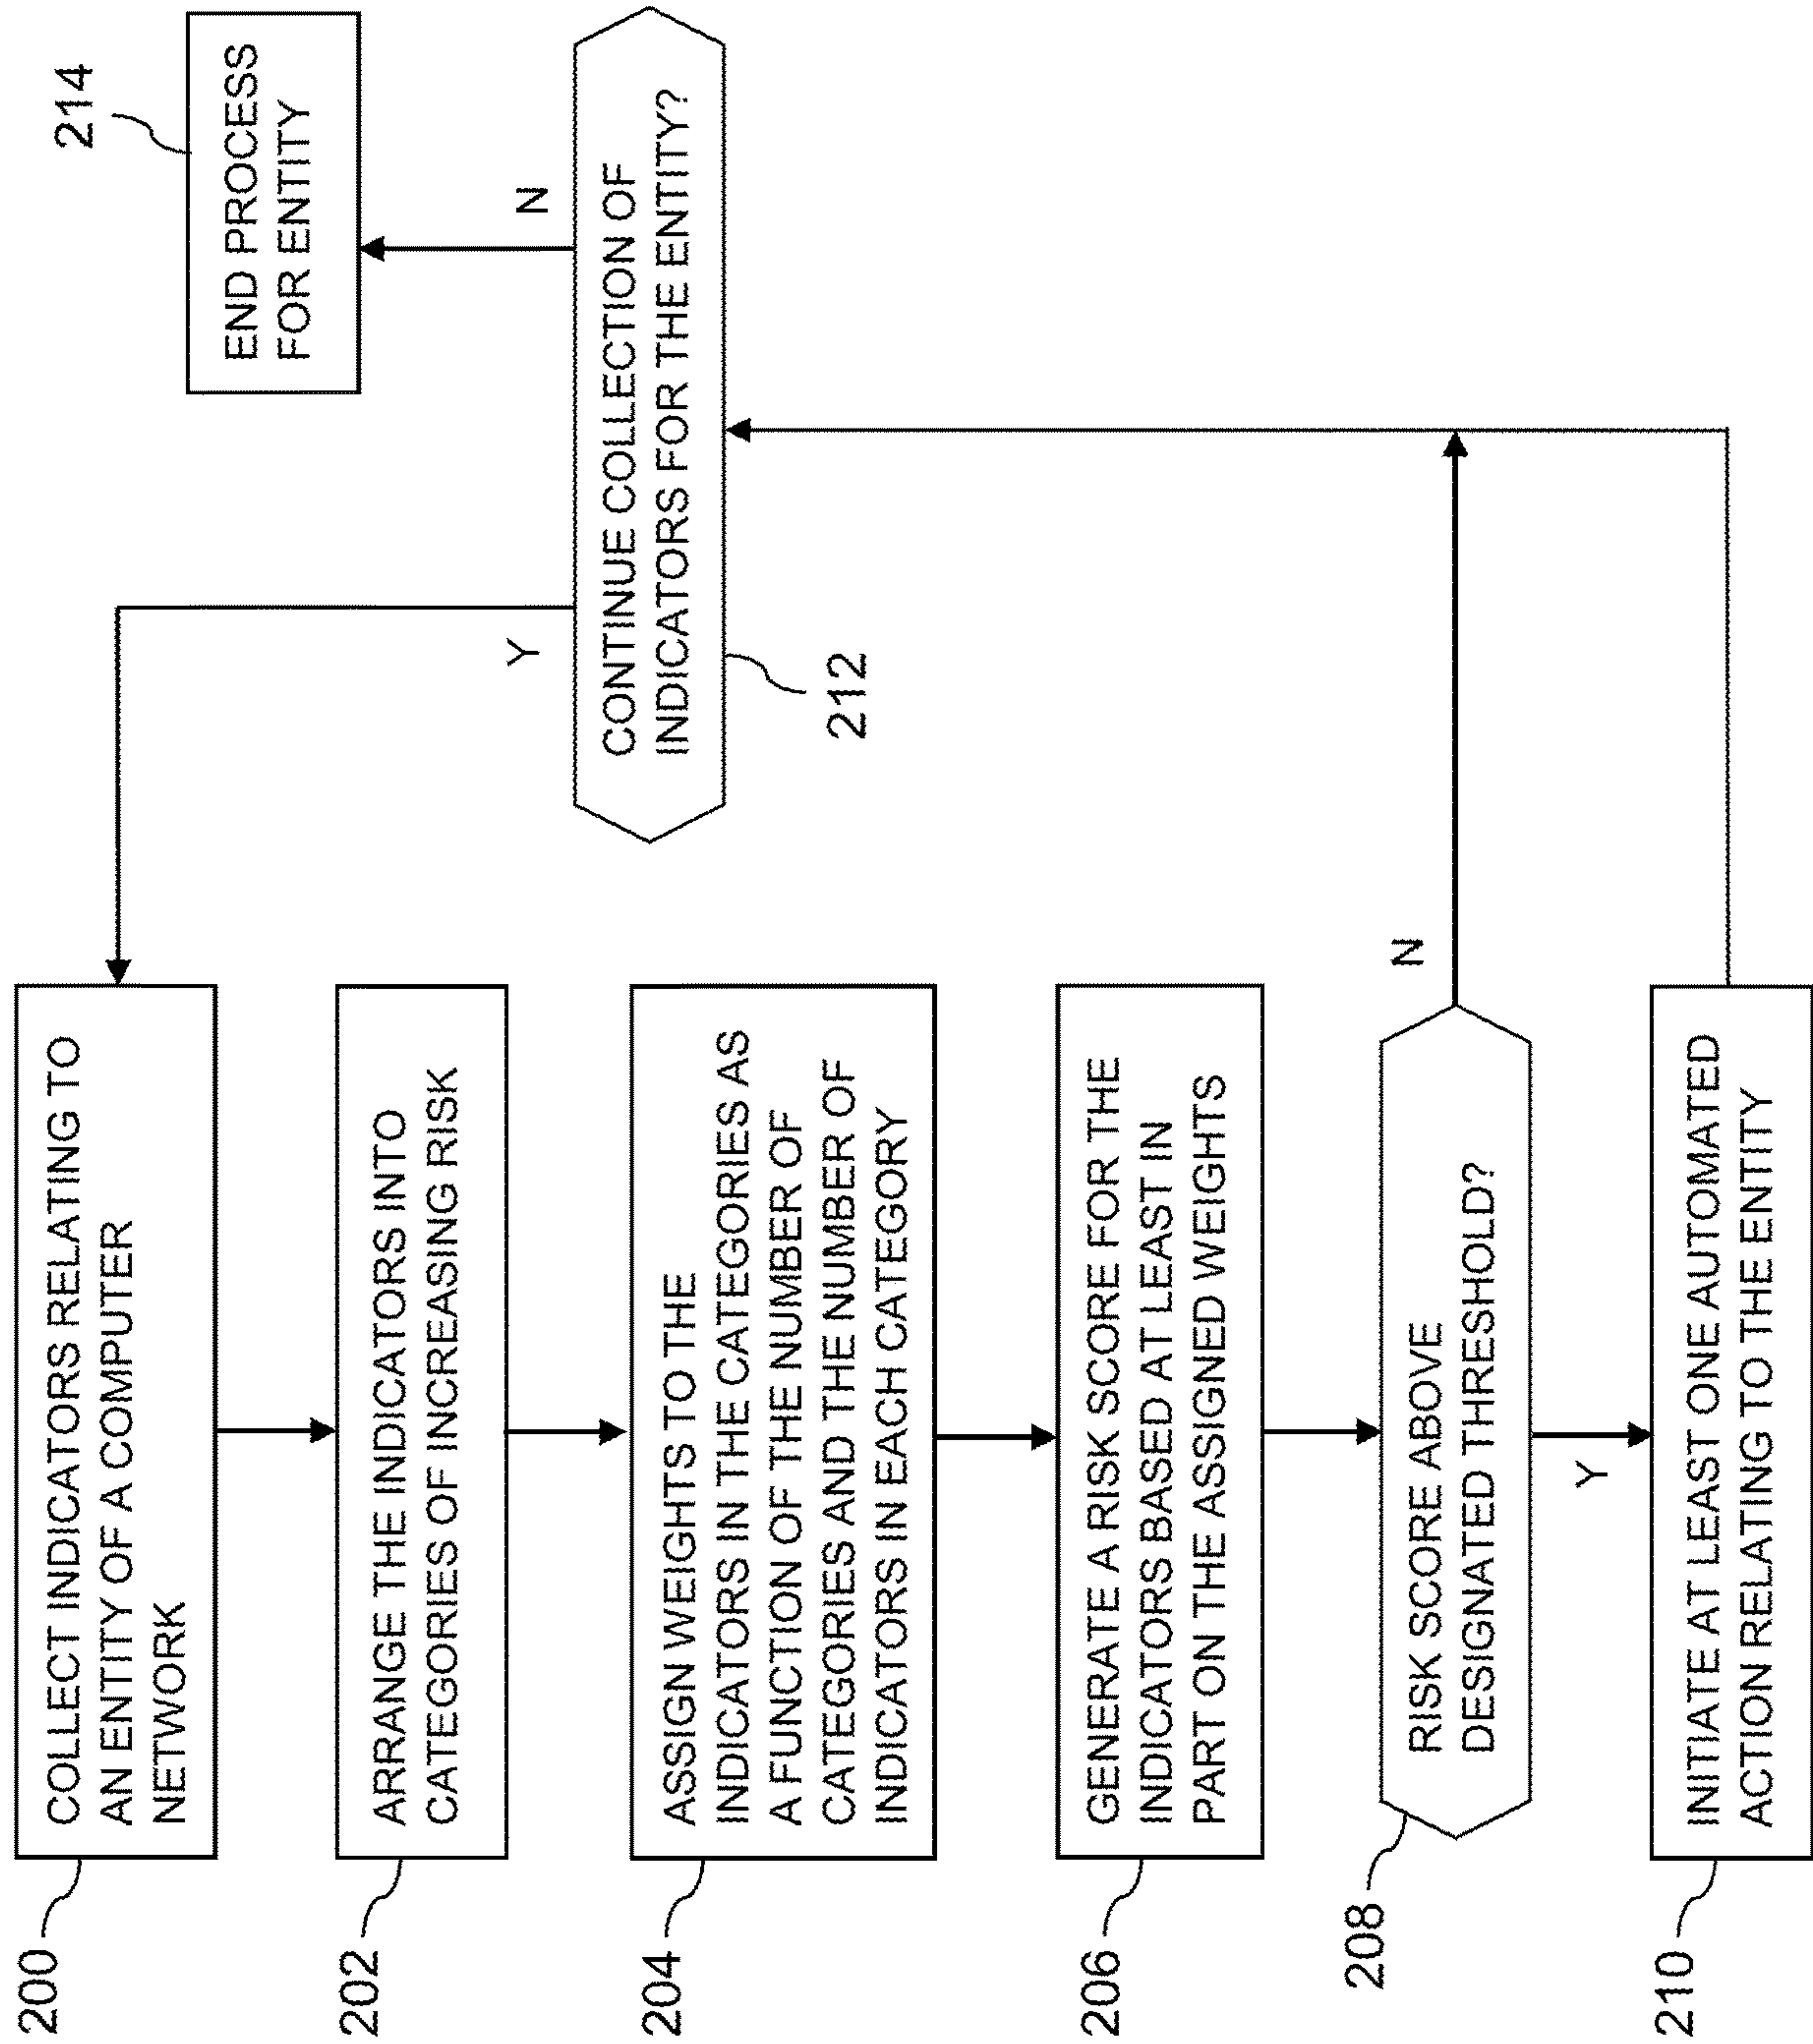 200
COLLECT INDICATORS RELATING TO
AN ENTITY OF A COMPUTER
NETWORK
202
ARRANGE THE INDICATORS INTO
CATEGORIES OF INCREASING RISK
204
ASSIGN WEIGHTS TO THE
INDICATORS IN THE CATEGORIES AS
A FUNCTION OF THE NUMBER OF
CATEGORIES AND THE NUMBER OF
INDICATORS IN EACH CATEGORY
206
GENERATE A RISK SCORE FOR THE
INDICATORS BASED AT LEAST IN
PART ON THE ASSIGNED WEIGHTS
208
RISK SCORE ABOVE
DESIGNATED THRESHOLD?
N
Y
210
INITIATE AT LEAST ONE AUTOMATED
ACTION RELATING TO THE ENTITY
214
END PROCESS
FOR ENTITY
Y
N
CONTINUE COLLECTION OF
INDICATORS FOR THE ENTITY?
212